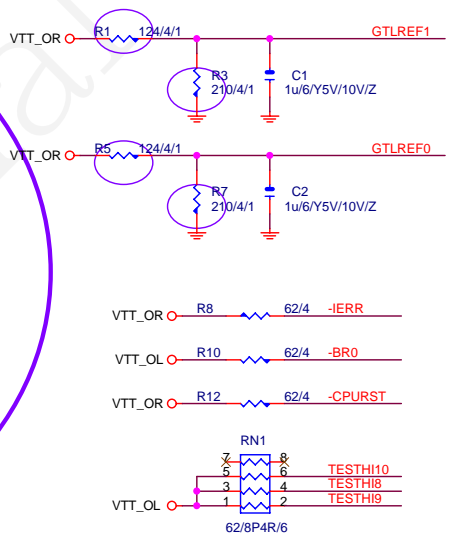 VTT_OR R1 124/4/1 GTLREF1
R3 C1
210/4/1 1u/6/Y5V/10V/Z
VTT_OR R5 124/4/1 GTLREF0
R7 C2
210/4/1 1u/6/Y5V/10V/Z
VTT_OR R8 62/4 -IERR
VTT_OL R10 62/4 -BR0
VTT_OR R12 62/4 -CPURST
RN1
7 8
5 6 TESTHI10
3 4 TESTHI8
VTT_OL 1 2 TESTHI9
62/8P4R/6